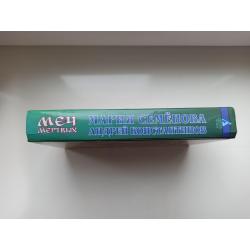 МЕЧ
МЕРТВЫХ
МАРИЯ СЕМЁНОВА
АНДРЕЙ КОНСТАНТИНОВ